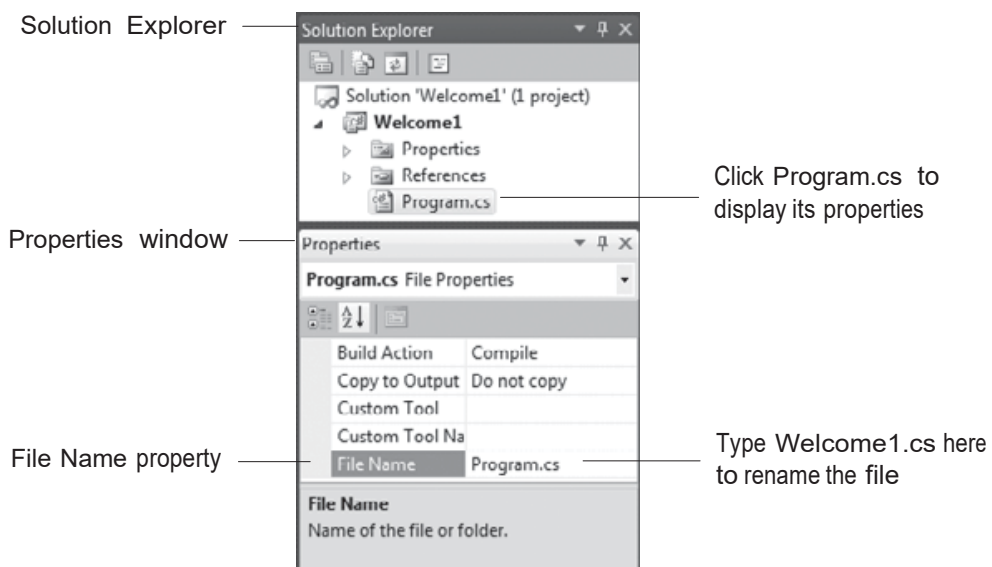 Solution Explorer
Solution Explorer
Solution 'Welcome1' (1 project)
Welcome1
Properties
References
Program.cs
Click Program.cs to
display its properties
Properties window
Properties
Program.cs File Properties
Build Action Compile
Copy to Output Do not copy
Custom Tool
Custom Tool Na
File Name property
File Name Program.cs
Type Welcome1.cs here
to rename the file
File Name
Name of the file or folder.